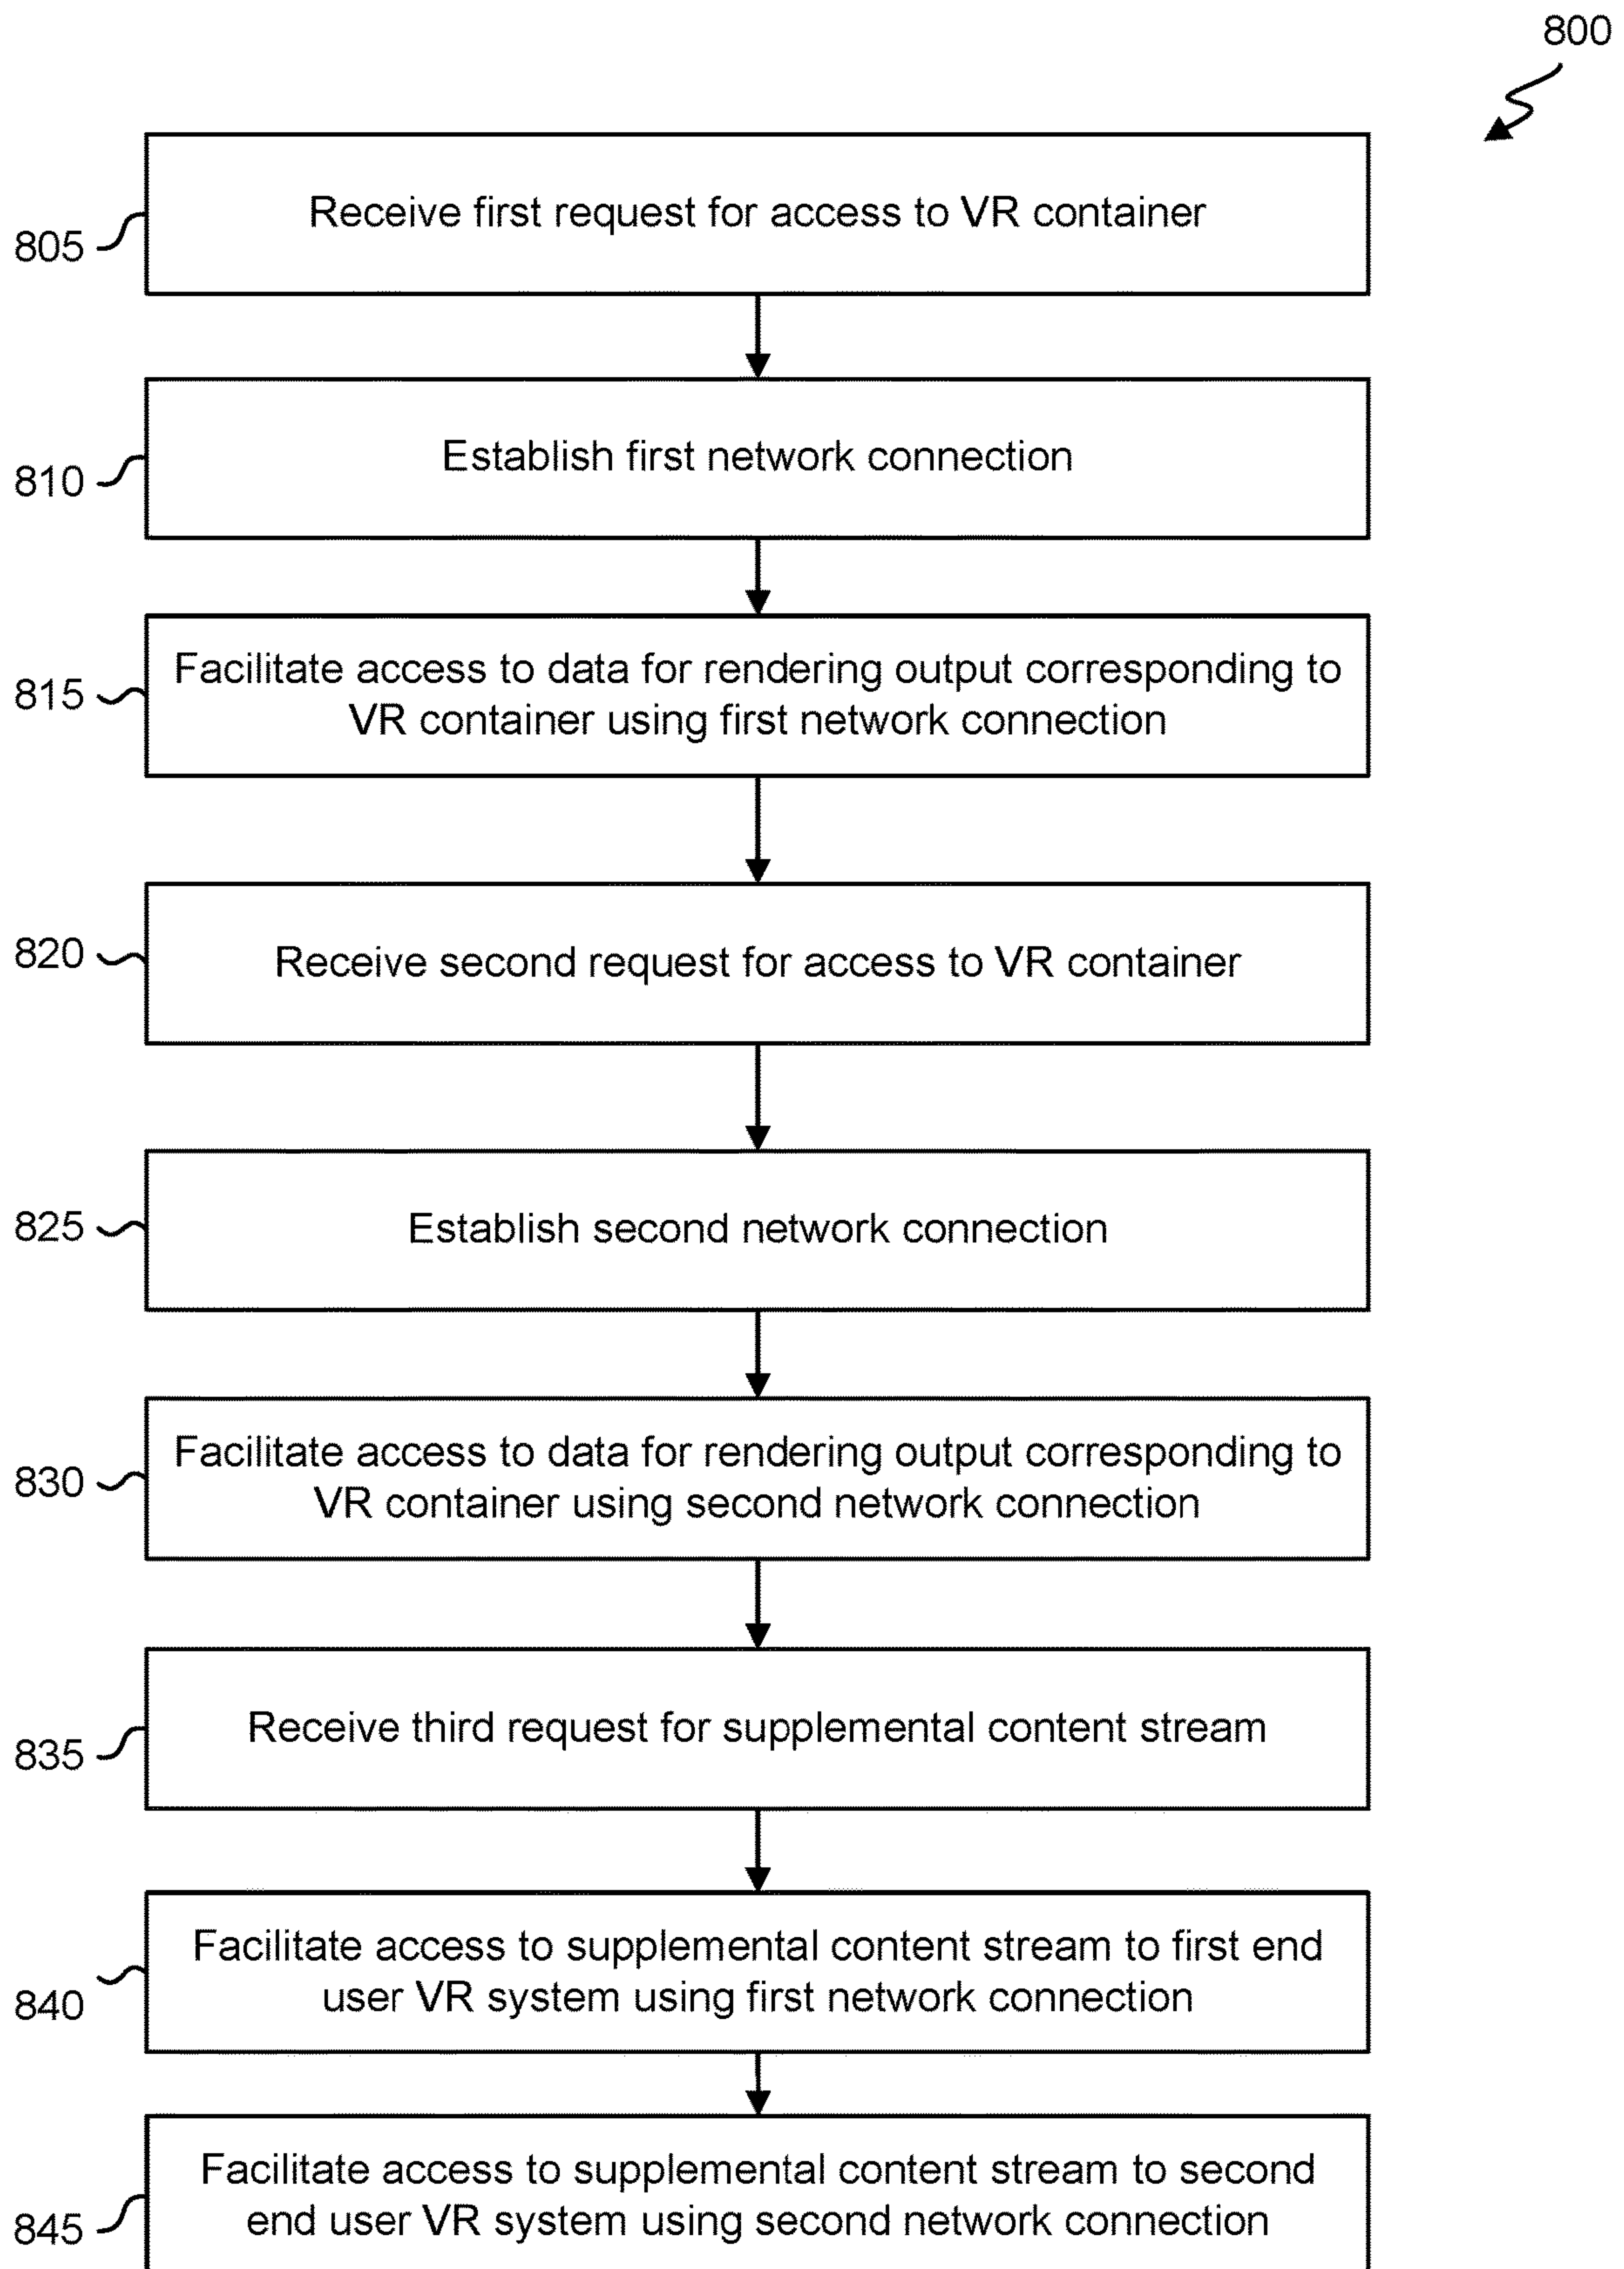 800
805
Receive first request for access to VR container
810
Establish first network connection
815
Facilitate access to data for rendering output corresponding to
VR container using first network connection
820
Receive second request for access to VR container
825
Establish second network connection
830
Facilitate access to data for rendering output corresponding to
VR container using second network connection
835
Receive third request for supplemental content stream
840
Facilitate access to supplemental content stream to first end
user VR system using first network connection
845
Facilitate access to supplemental content stream to second
end user VR system using second network connection